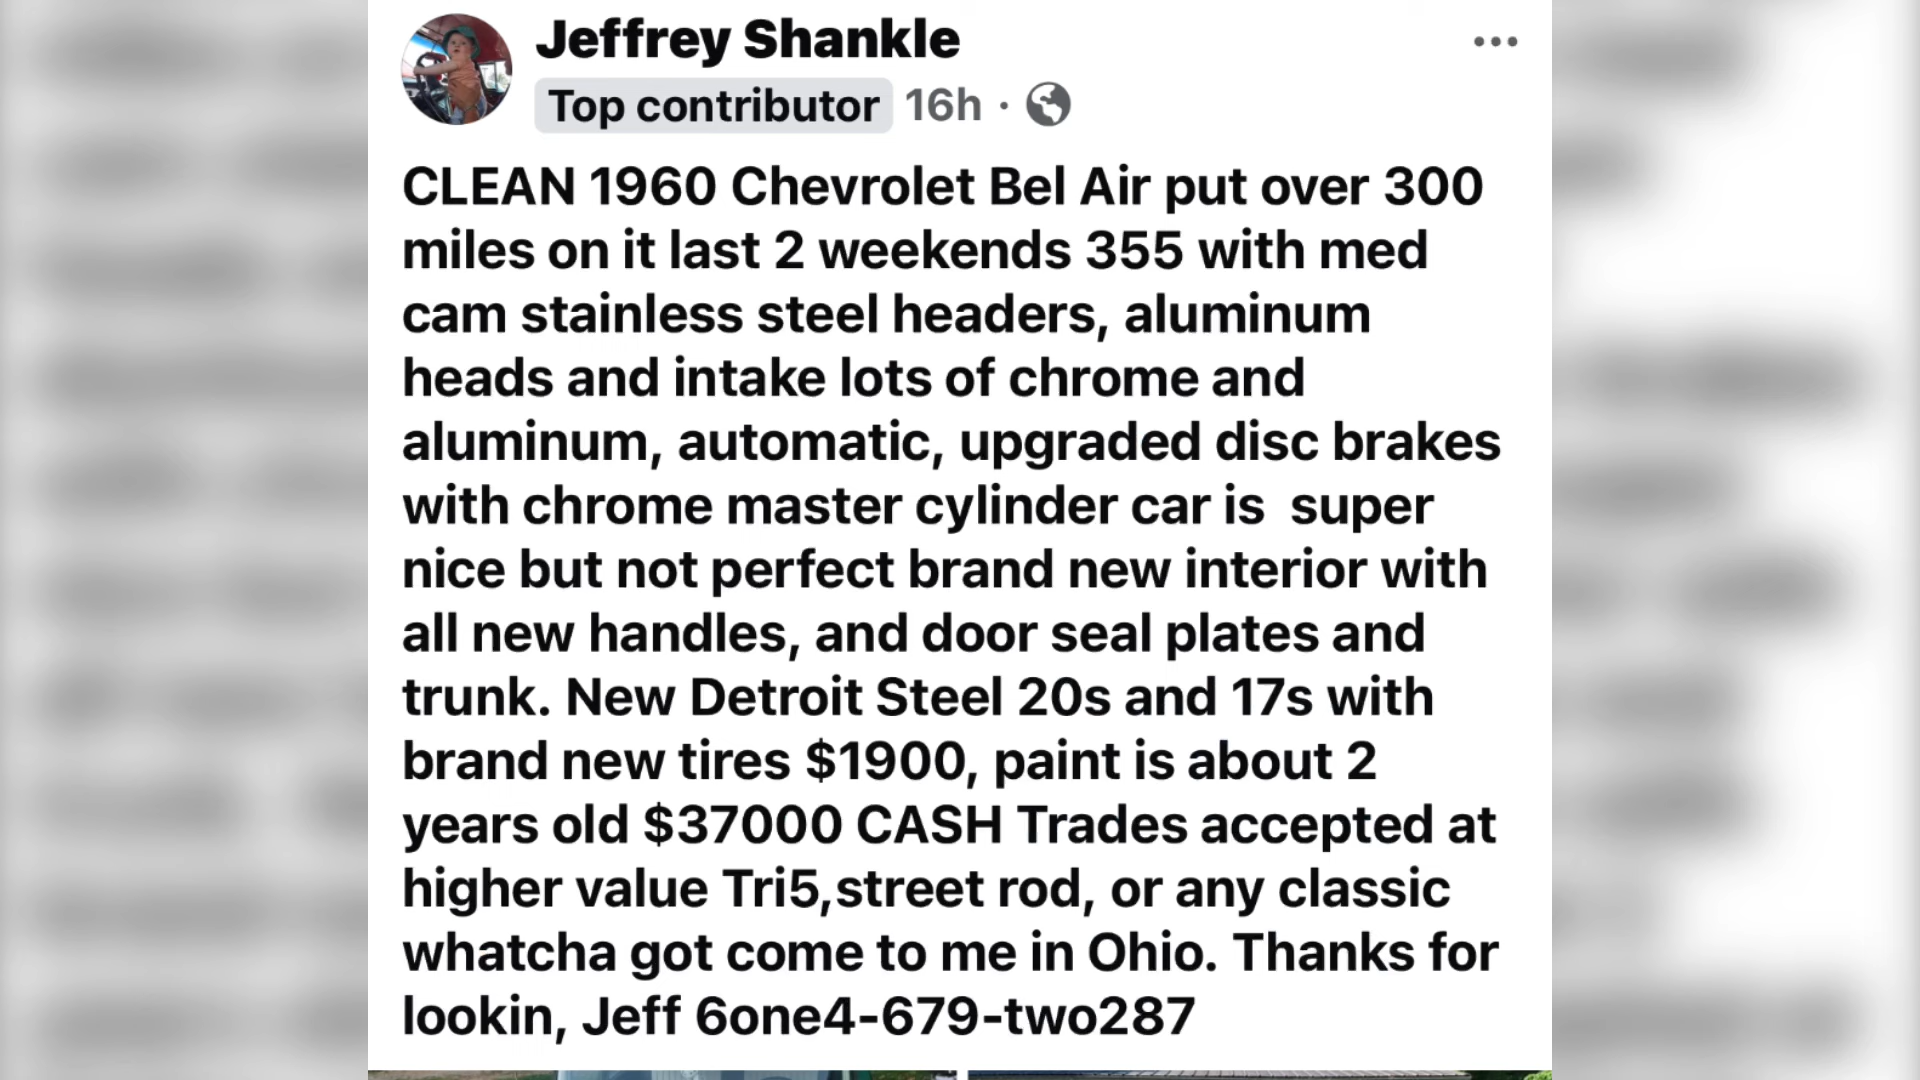 Jeffrey Shankle
Top contributor 16h ·
CLEAN 1960 Chevrolet Bel Air put over 300
miles on it last 2 weekends 355 with med
cam stainless steel headers, aluminum
heads and intake lots of chrome and
aluminum, automatic, upgraded disc brakes
with chrome master cylinder car is  super
nice but not perfect brand new interior with
all new handles, and door seal plates and
trunk. New Detroit Steel 20s and 17s with
brand new tires $1900, paint is about 2
years old $37000 CASH Trades accepted at
higher value Tri5,street rod, or any classic
whatcha got come to me in Ohio. Thanks for
lookin, Jeff 6one4-679-two287